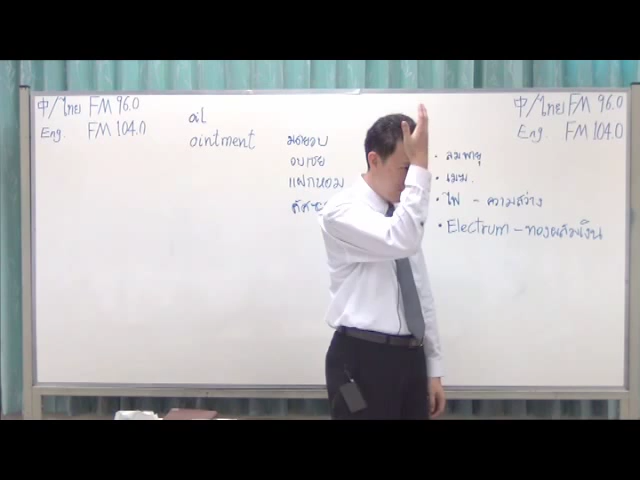 中/ไทย FM 96.0
Eng. FM 104.0
oil
ointment
มดยอบ
อบเชย
แฝกหอม
• ลมพายุ
• เมฆ
• ไฟ - ความสว่าง
• Electrum - ทองผสมเงิน
中/ไทย FM 96.0
Eng. FM 104.0